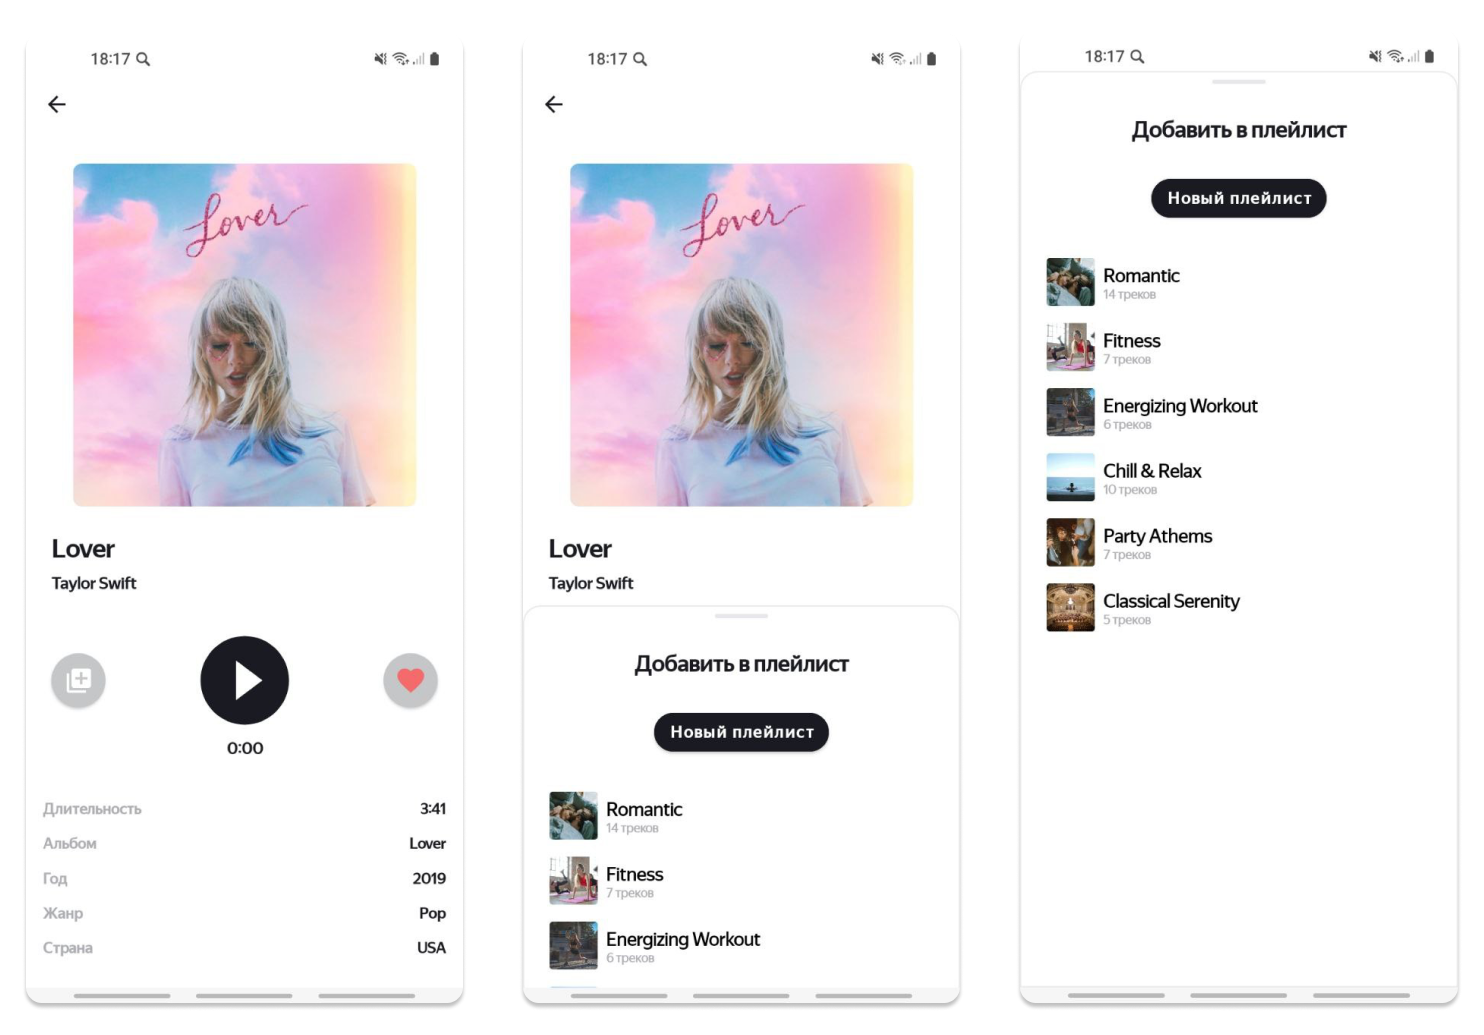 18:17
Lover
Lover
Taylor Swift
0:00
Длительность 3:41
Альбом Lover
Год 2019
Жанр Pop
Страна USA
18:17
Lover
Lover
Taylor Swift
Добавить в плейлист
Новый плейлист
Romantic
14 треков
Fitness
7 треков
Energizing Workout
6 треков
18:17
Добавить в плейлист
Новый плейлист
Romantic
14 треков
Fitness
7 треков
Energizing Workout
6 треков
Chill & Relax
10 треков
Party Athems
7 треков
Classical Serenity
5 треков